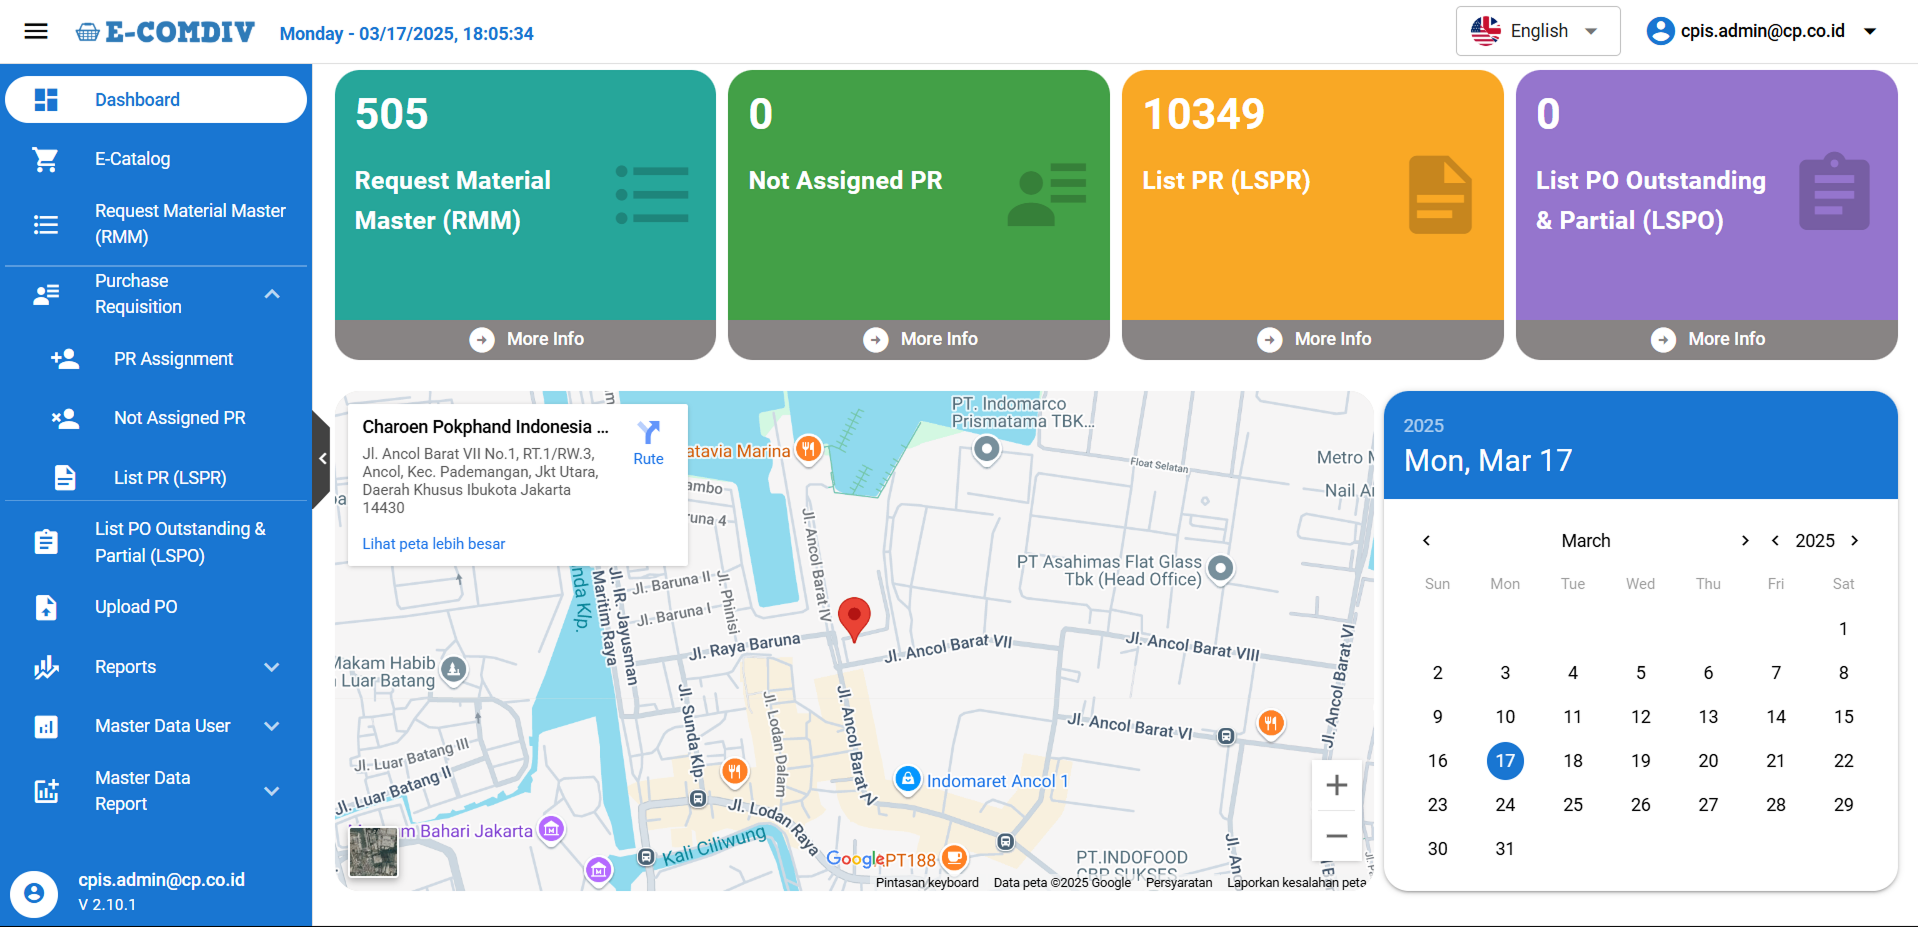 E-COMDIV
Monday - 03/17/2025, 18:05:34
English
cpis.admin@cp.co.id
Dashboard
E-Catalog
Request Material Master
(RMM)
Purchase
Requisition
PR Assignment
Not Assigned PR
List PR (LSPR)
List PO Outstanding &
Partial (LSPO)
Upload PO
Reports
Master Data User
Master Data
Report
cpis.admin@cp.co.id
V 2.10.1
505
Request Material
Master (RMM)
More Info
0
Not Assigned PR
More Info
10349
List PR (LSPR)
More Info
0
List PO Outstanding
& Partial (LSPO)
More Info
Charoen Pokphand Indonesia ...
Jl. Ancol Barat VII No.1, RT.1/RW.3,
Ancol, Kec. Pademangan, Jkt Utara,
Daerah Khusus Ibukota Jakarta
14430
Lihat peta lebih besar
Rute
atavia Marina
PT. Indomarco
Prismatama TBK...
Float Selatan
Metro
Nail
ambo
una 4
Jl. Ancol Barat IV
PT Asahimas Flat Glass
Tbk (Head Office)
nda Klp.
Maritim Raya
Jl. IR. Jayusman
Jl. Baruna II
Jl. Baruna I
Jl. Phinisi
Jl. Raya Baruna
Jl. Ancol Barat VII
Jl. Ancol Barat VIII
Jl. Ancol Barat VI
Makam Habib
Luar Batang
Jl. Sunda Klp.
Jl. Lodan Dalam
Jl. Ancol Barat
Jl. Ancol Barat VI
Jl. Luar Batang III
Jl. Luar Batang II
Indomaret Ancol 1
Jl. Lodan Raya
m Bahari Jakarta
Kali Ciliwung
Google
PT188
PT.INDOFOOD
CBP SUKSES
Pintasan keyboard
Data peta ©2025 Google
Persyaratan
Laporkan kesalahan peta
2025
Mon, Mar 17
March
2025
Sun Mon Tue Wed Thu Fri Sat
1
2 3 4 5 6 7 8
9 10 11 12 13 14 15
16 17 18 19 20 21 22
23 24 25 26 27 28 29
30 31